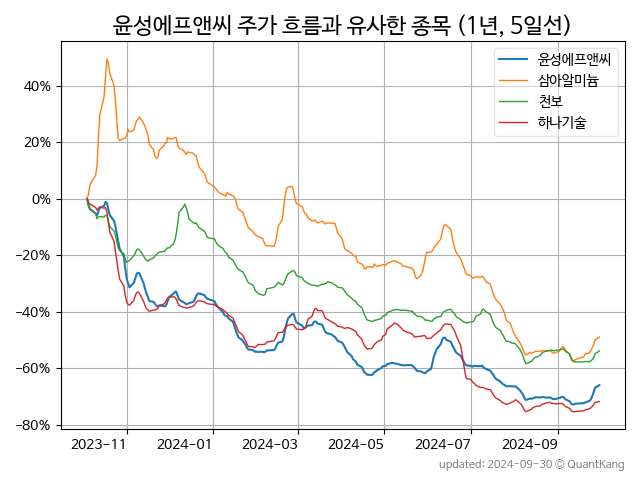 윤성에프앤씨 주가 흐름과 유사한 종목 (1년, 5일선)
윤성에프앤씨
삼아알미늄
천보
하나기술
40%
20%
0%
−20%
−40%
−60%
−80%
2023-11
2024-01
2024-03
2024-05
2024-07
2024-09
updated: 2024-09-30 © QuantKang